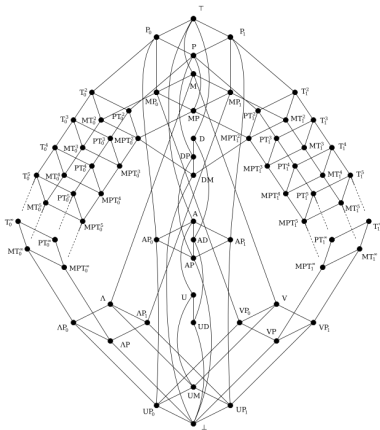 ⊤
P₀ P₁
P
M
T₀² MP₀ MP₁ T₁²
PT₀² MP PT₁²
T₀³ MT₀² MT₁² T₁³
PT₀³ MPT₀² D MPT₁² PT₁³
T₀⁴ MT₀³ MT₁³ T₁⁴
DP
PT₀⁴ MPT₀³ DM MPT₁³ PT₁⁴
MT₀⁴ MT₁⁴
MPT₀⁴ MPT₁⁴
A
T₀^∞ T₁^∞
PT₀^∞ AP₀ AD AP₁ PT₁^∞
MT₀^∞ MT₁^∞
AP
MPT₀^∞ MPT₁^∞
U
Λ V
ΛP₀ ΛP₁ UD VP₀ VP₁
ΛP VP
UM
UP₀ UP₁
⊥